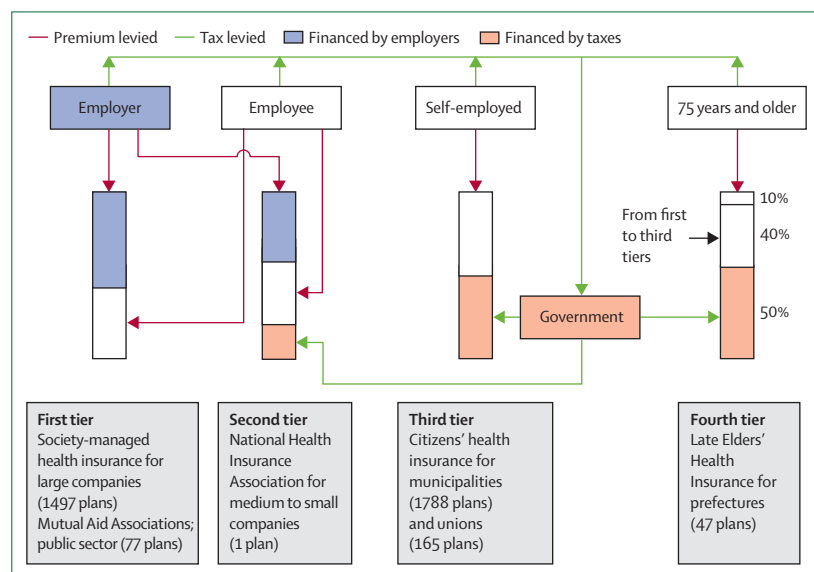 Premium levied
Tax levied
Financed by employers
Financed by taxes
Employer
Employee
Self-employed
75 years and older
10%
From first
to third
tiers
40%
Government
50%
First tier
Society-managed
health insurance for
large companies
(1497 plans)
Mutual Aid Associations;
public sector (77 plans)
Second tier
National Health
Insurance
Association for
medium to small
companies
(1 plan)
Third tier
Citizens’ health
insurance for
municipalities
(1788 plans)
and unions
(165 plans)
Fourth tier
Late Elders’
Health
Insurance for
prefectures
(47 plans)